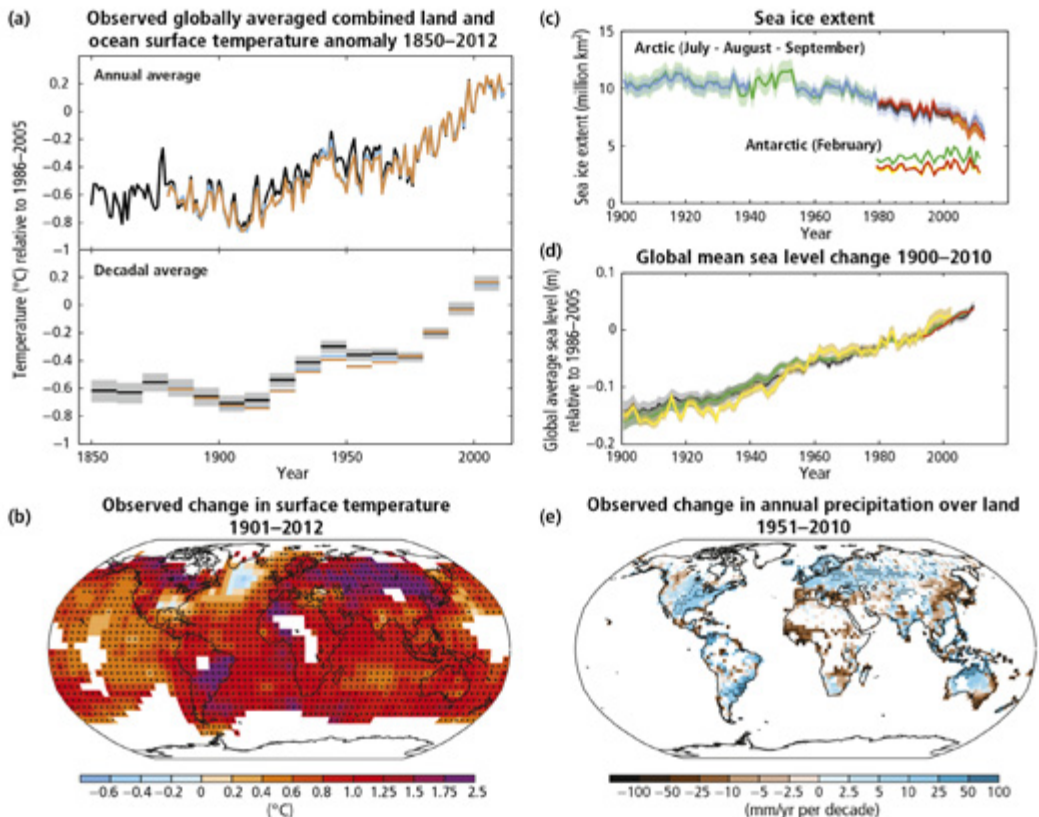 (a)
Observed globally averaged combined land and
ocean surface temperature anomaly 1850–2012
Annual average
0.2
0
−0.2
−0.4
−0.6
−0.8
−1
Decadal average
0.2
0
−0.2
−0.4
−0.6
−0.8
−1
Temperature (°C) relative to 1986–2005
1850
1900
1950
2000
Year
(c)
Sea ice extent
Arctic (July - August - September)
Antarctic (February)
15
10
5
0
Sea ice extent (million km²)
1900
1920
1940
1960
1980
2000
Year
(d)
Global mean sea level change 1900–2010
0.1
0
−0.1
−0.2
Global average sea level (m)
relative to 1986–2005
1900
1920
1940
1960
1980
2000
Year
(b)
Observed change in surface temperature
1901–2012
−0.6 −0.4 −0.2 0 0.2 0.4 0.6 0.8 1.0 1.25 1.5 1.75 2.5
(°C)
(e)
Observed change in annual precipitation over land
1951–2010
−100 −50 −25 −10 −5 −2.5 0 2.5 5 10 25 50 100
(mm/yr per decade)